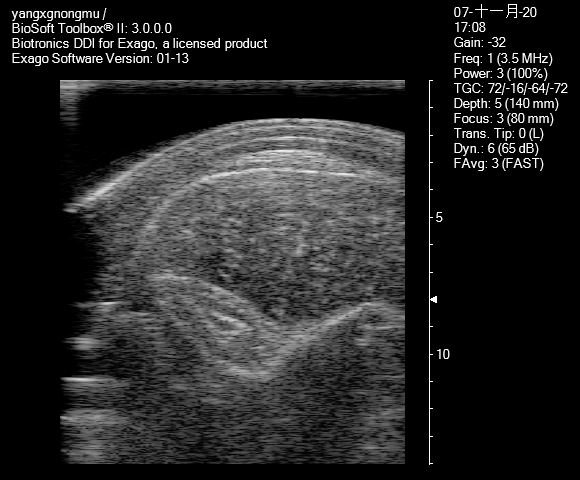 yangxgnongmu /
BioSoft Toolbox® II: 3.0.0.0
Biotronics DDI for Exago, a licensed product
Exago Software Version: 01-13
07-十一月-20
17:08
Gain: -32
Freq: 1 (3.5 MHz)
Power: 3 (100%)
TGC: 72/-16/-64/-72
Depth: 5 (140 mm)
Focus: 3 (80 mm)
Trans. Tip: 0 (L)
Dyn.: 6 (65 dB)
FAvg: 3 (FAST)
5
10